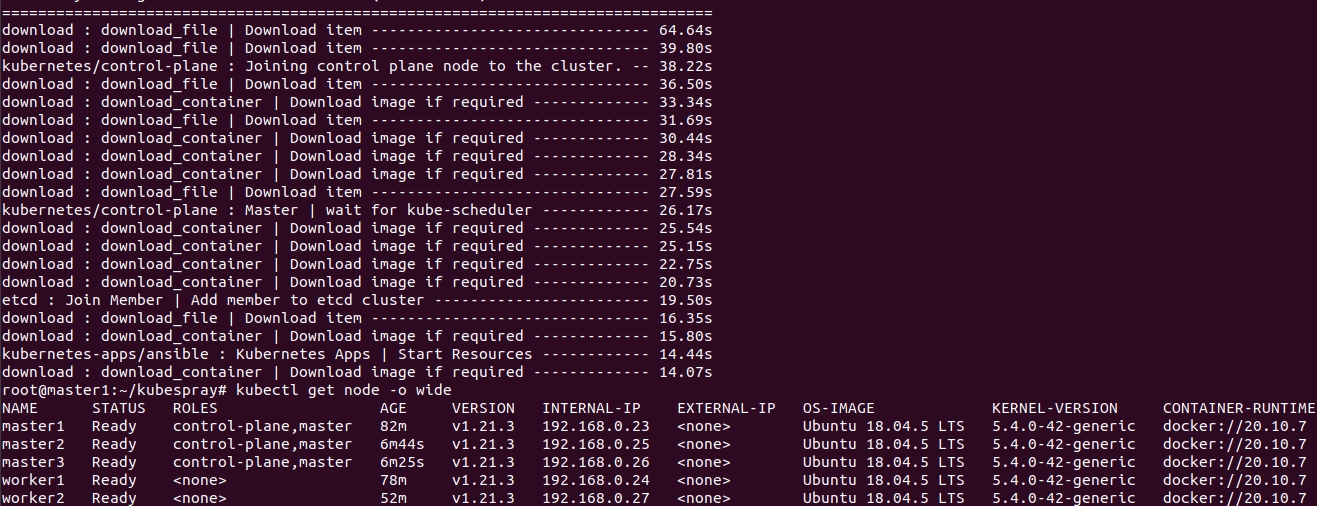 ===============================================================================
download : download_file | Download item ------------------------------- 64.64s
download : download_file | Download item ------------------------------- 39.80s
kubernetes/control-plane : Joining control plane node to the cluster. -- 38.22s
download : download_file | Download item ------------------------------- 36.50s
download : download_container | Download image if required ------------- 33.34s
download : download_file | Download item ------------------------------- 31.69s
download : download_container | Download image if required ------------- 30.44s
download : download_container | Download image if required ------------- 28.34s
download : download_container | Download image if required ------------- 27.81s
download : download_file | Download item ------------------------------- 27.59s
kubernetes/control-plane : Master | wait for kube-scheduler ------------ 26.17s
download : download_container | Download image if required ------------- 25.54s
download : download_container | Download image if required ------------- 25.15s
download : download_container | Download image if required ------------- 22.75s
download : download_container | Download image if required ------------- 20.73s
etcd : Join Member | Add member to etcd cluster ------------------------ 19.50s
download : download_file | Download item ------------------------------- 16.35s
download : download_container | Download image if required ------------- 15.80s
kubernetes-apps/ansible : Kubernetes Apps | Start Resources ------------ 14.44s
download : download_container | Download image if required ------------- 14.07s
root@master1:~/kubespray# kubectl get node -o wide
NAME      STATUS   ROLES                  AGE     VERSION   INTERNAL-IP    EXTERNAL-IP   OS-IMAGE             KERNEL-VERSION     CONTAINER-RUNTIME
master1   Ready    control-plane,master   82m     v1.21.3   192.168.0.23   <none>        Ubuntu 18.04.5 LTS   5.4.0-42-generic   docker://20.10.7
master2   Ready    control-plane,master   6m44s   v1.21.3   192.168.0.25   <none>        Ubuntu 18.04.5 LTS   5.4.0-42-generic   docker://20.10.7
master3   Ready    control-plane,master   6m25s   v1.21.3   192.168.0.26   <none>        Ubuntu 18.04.5 LTS   5.4.0-42-generic   docker://20.10.7
worker1   Ready    <none>                 78m     v1.21.3   192.168.0.24   <none>        Ubuntu 18.04.5 LTS   5.4.0-42-generic   docker://20.10.7
worker2   Ready    <none>                 52m     v1.21.3   192.168.0.27   <none>        Ubuntu 18.04.5 LTS   5.4.0-42-generic   docker://20.10.7